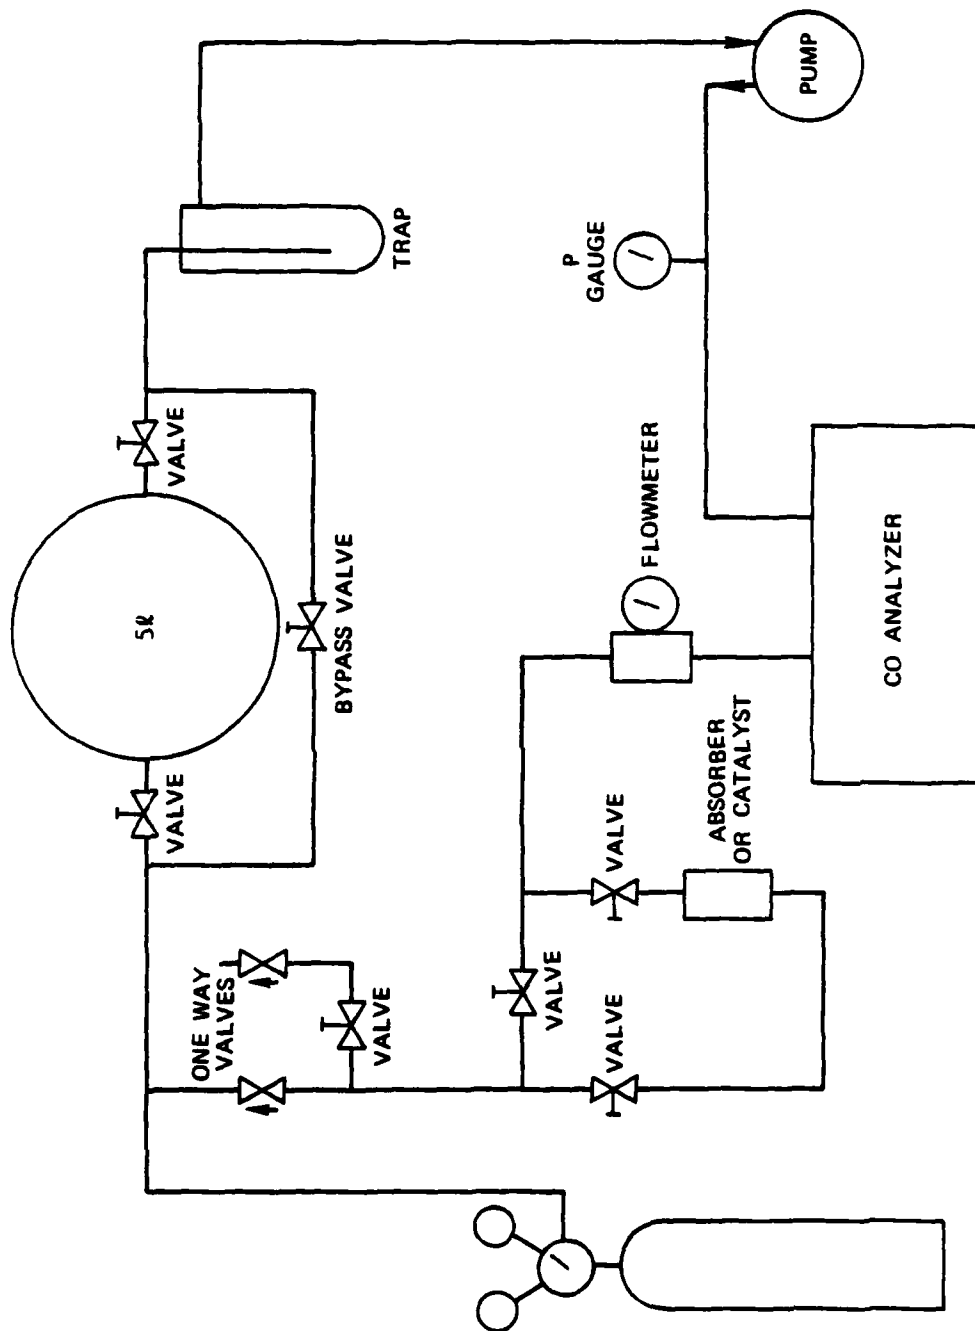 5ℓ
VALVE
VALVE
BYPASS VALVE
TRAP
ONE WAY
VALVES
VALVE
VALVE
VALVE
VALVE
ABSORBER
OR CATALYST
FLOWMETER
P
GAUGE
PUMP
CO ANALYZER